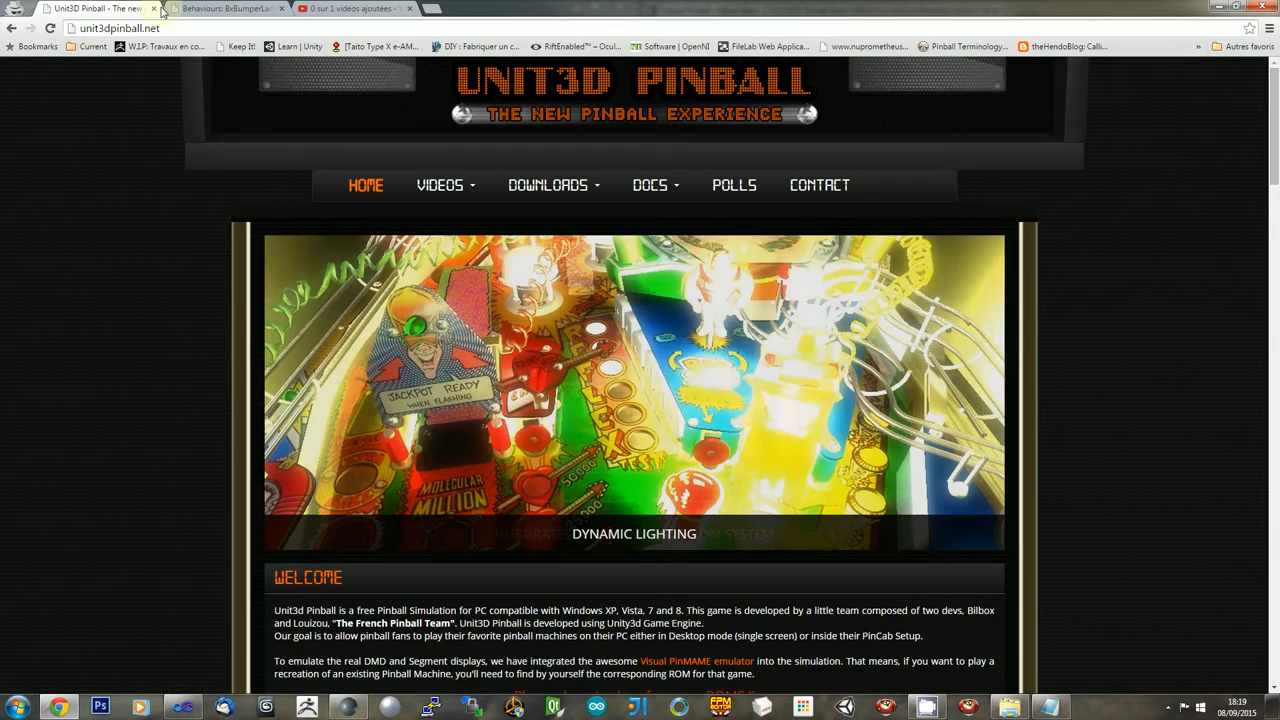 Unit3D Pinball - The new
Behaviours: BxBumperLa
0 sur 1 vidéos ajoutées - Y
unit3dpinball.net
Bookmarks
Current
W.I.P: Travaux en co...
Keep It!
Learn | Unity
[Taito Type X e-AM...
DIY : Fabriquer un c...
RiftEnabled™ – Ocul...
Software | OpenNI
FileLab Web Applica...
www.nuprometheus...
Pinball Terminology...
theHendoBlog: Calli...
»
Autres favoris
UNIT3D PINBALL
THE NEW PINBALL EXPERIENCE
HOME
VIDEOS
DOWNLOADS
DOCS
POLLS
CONTACT
JACKPOT READY
WHEN FLASHING
MOLECULAR
MILLION
50,000
DYNAMIC LIGHTING
WELCOME
Unit3d Pinball is a free Pinball Simulation for PC compatible with Windows XP, Vista, 7 and 8. This game is developed by a little team composed of two devs, Bilbox
and Louizou, "The French Pinball Team". Unit3D Pinball is developed using Unity3d Game Engine.
Our goal is to allow pinball fans to play their favorite pinball machines on their PC either in Desktop mode (single screen) or inside their PinCab Setup.
To emulate the real DMD and Segment displays, we have integrated the awesome Visual PinMAME emulator into the simulation. That means, if you want to play a
recreation of an existing Pinball Machine, you'll need to find by yourself the corresponding ROM for that game.
Ps
FPM
EDITOR
18:19
08/09/2015